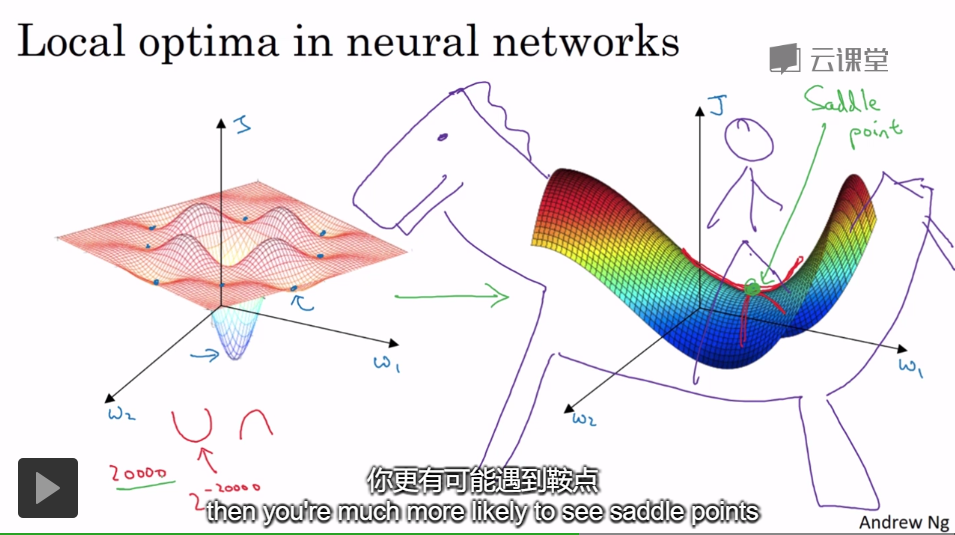 Local optima in neural networks
云课堂
Saddle
point
J
J
w₁
w₂
w₁
w₂
20000
2⁻²⁰⁰⁰⁰
你更有可能遇到鞍点
then you're much more likely to see saddle points
Andrew Ng